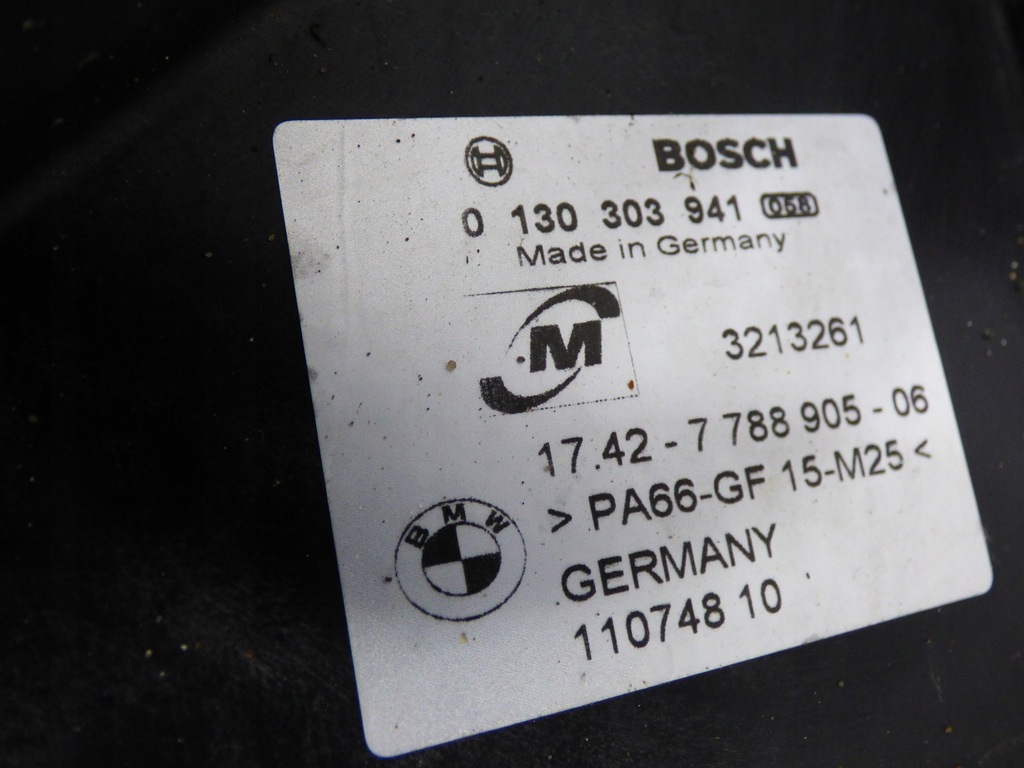 H BOSCH
0 130 303 941 058
Made in Germany
M
3213261
17.42 - 7 788 905 - 06
> PA66-GF 15-M25 <
BMW
GERMANY
110748 10